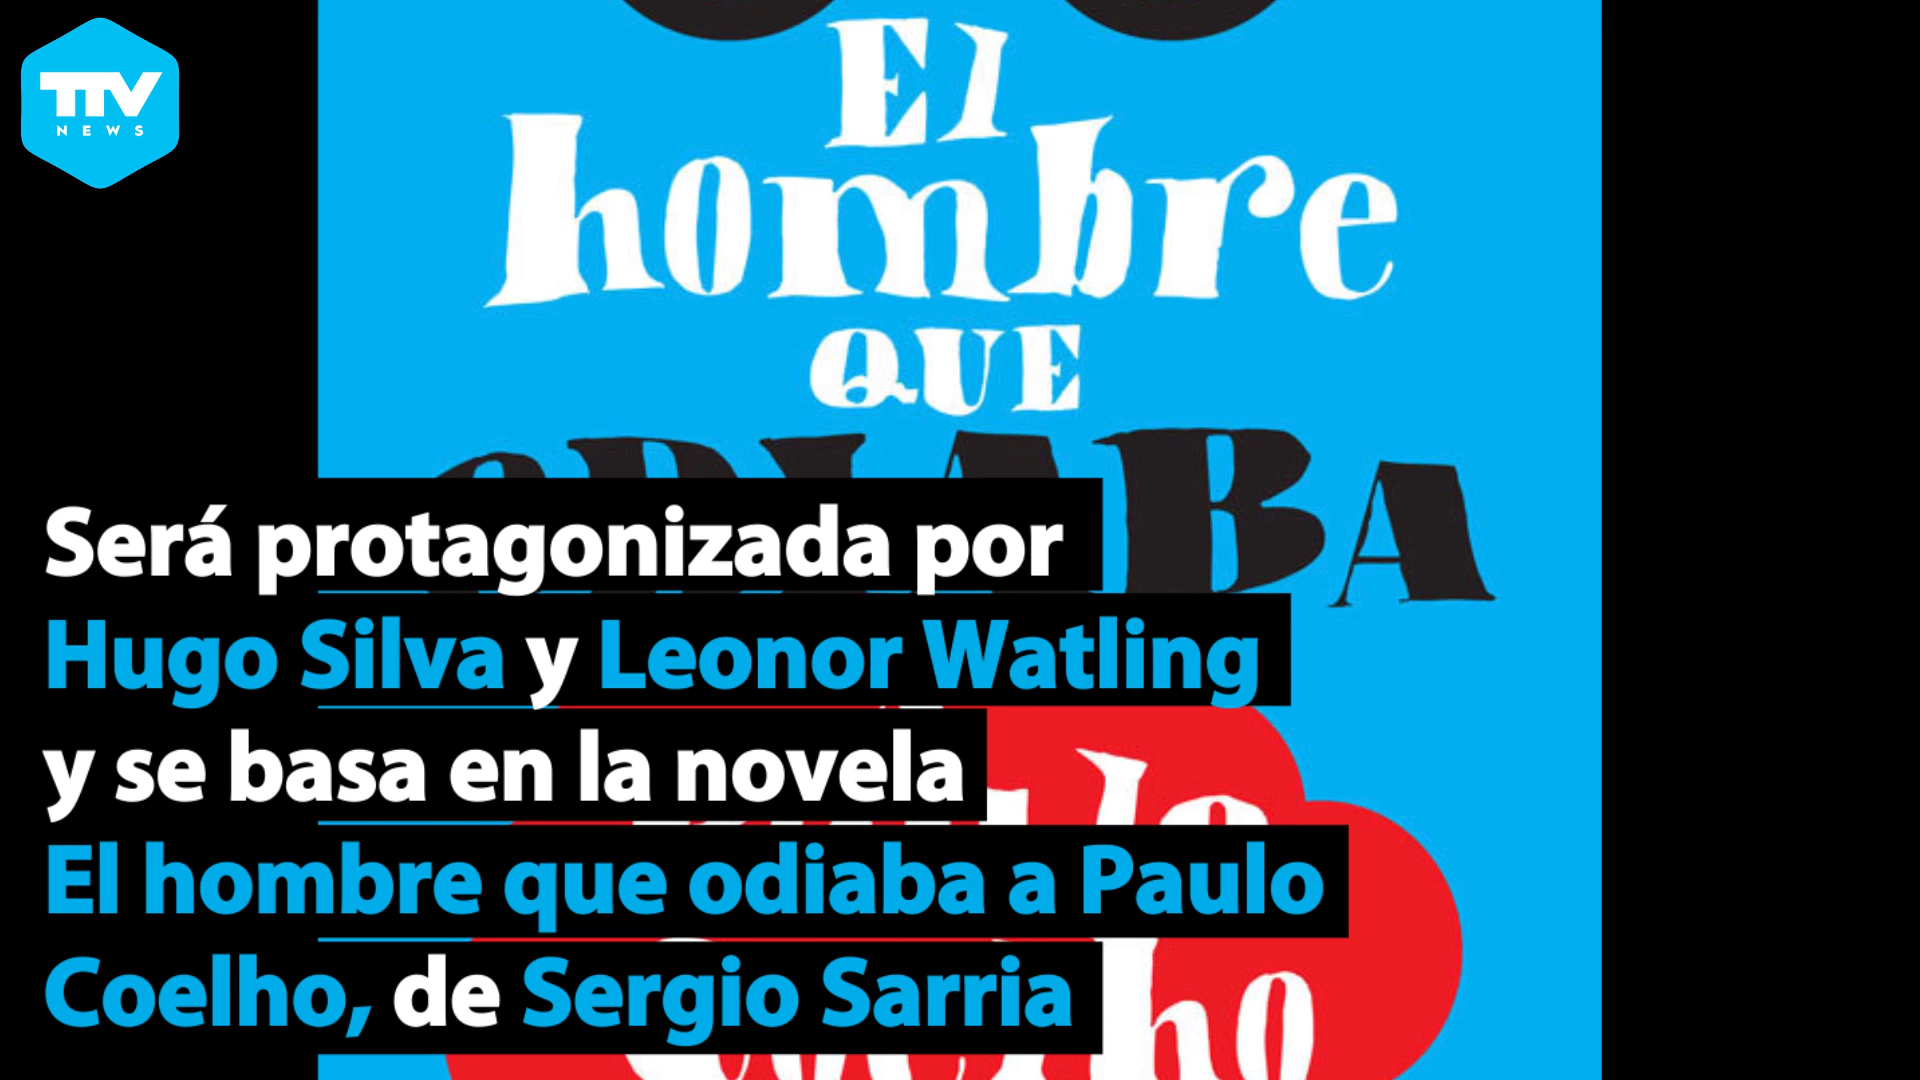 TTV
NEWS
El
hombre
QUE
Será protagonizada por
Hugo Silva y Leonor Watling
y se basa en la novela
El hombre que odiaba a Paulo
Coelho, de Sergio Sarria